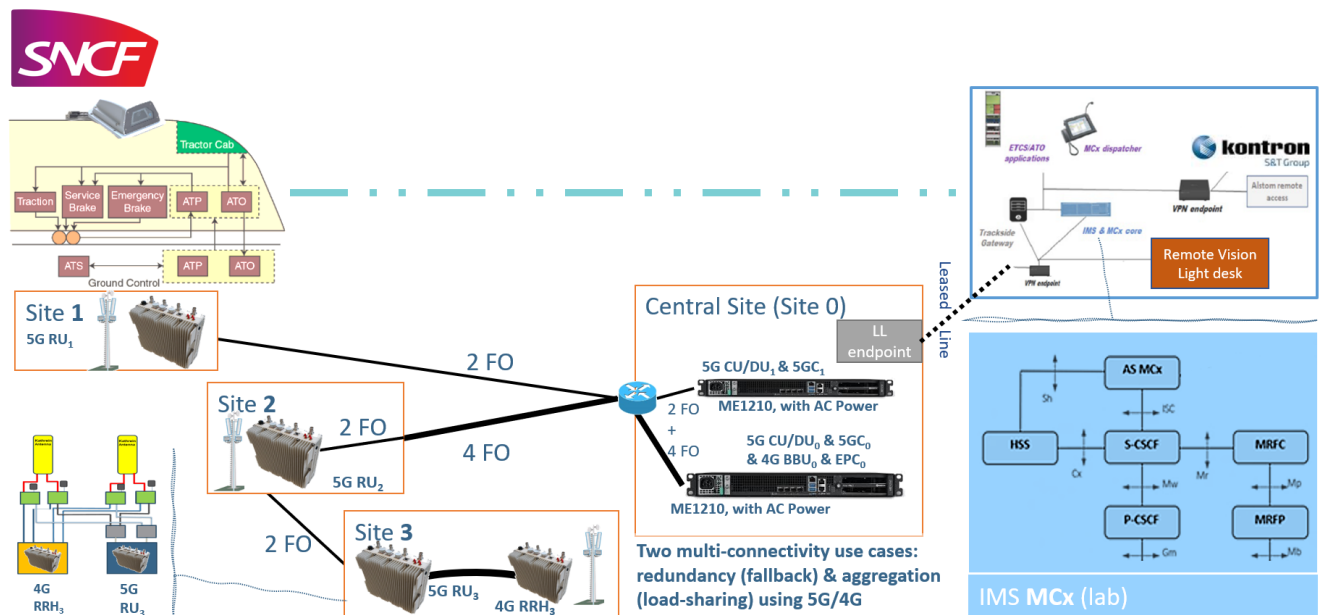 SNCF
Tractor Cab
Traction
Service
Brake
Emergency
Brake
ATP
ATO
ATS
ATP
ATO
Ground Control
Site 1
5G RU1
2 FO
Site 2
2 FO
4 FO
5G RU2
2 FO
Site 3
5G RU3
4G RRH3
4G
RRH3
5G
RU3
Central Site (Site 0)
LL
endpoint
5G CU/DU1 & 5GC1
ME1210, with AC Power
2 FO
+
4 FO
5G CU/DU0 & 5GC0
& 4G BBU0 & EPC0
ME1210, with AC Power
Two multi-connectivity use cases:
redundancy (fallback) & aggregation
(load-sharing) using 5G/4G
Leased Line
ETCS/ATO
applications
MCx dispatcher
kontron
S&T Group
VPN endpoint
Alstom remote
access
Trackside
Gateway
IMS & MCx core
VPN endpoint
Remote Vision
Light desk
AS MCx
Sh
ISC
HSS
S-CSCF
MRFC
Cx
Mw
Mr
Mp
P-CSCF
MRFP
Gm
Mb
IMS MCx (lab)